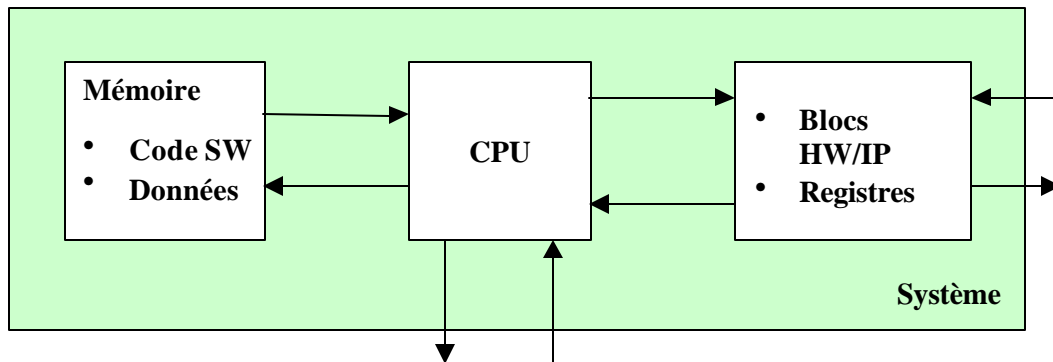 Mémoire
• Code SW
• Données
CPU
• Blocs
HW/IP
• Registres
Système